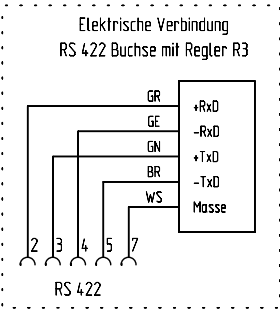 Elektrische Verbindung
RS 422 Buchse mit Regler R3
GR +RxD
GE -RxD
GN +TxD
BR -TxD
WS Masse
2 3 4 5 7
RS 422